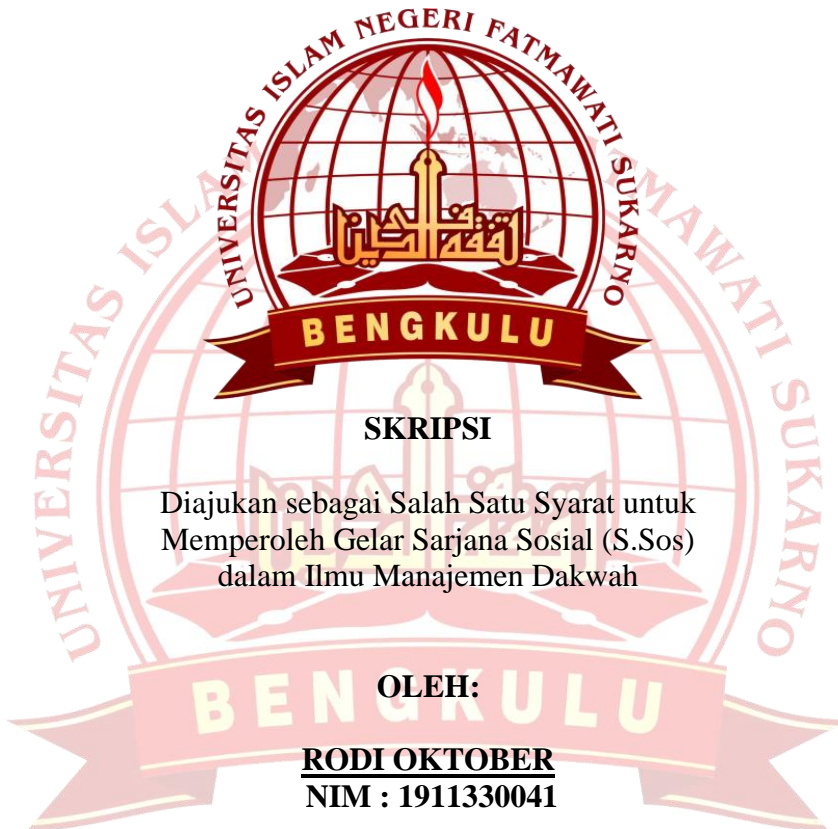 UNIVERSITAS ISLAM NEGERI FATMAWATI SUKARNO
BENGKULU
SKRIPSI
Diajukan sebagai Salah Satu Syarat untuk
Memperoleh Gelar Sarjana Sosial (S.Sos)
dalam Ilmu Manajemen Dakwah
OLEH:
RODI OKTOBER
NIM : 1911330041